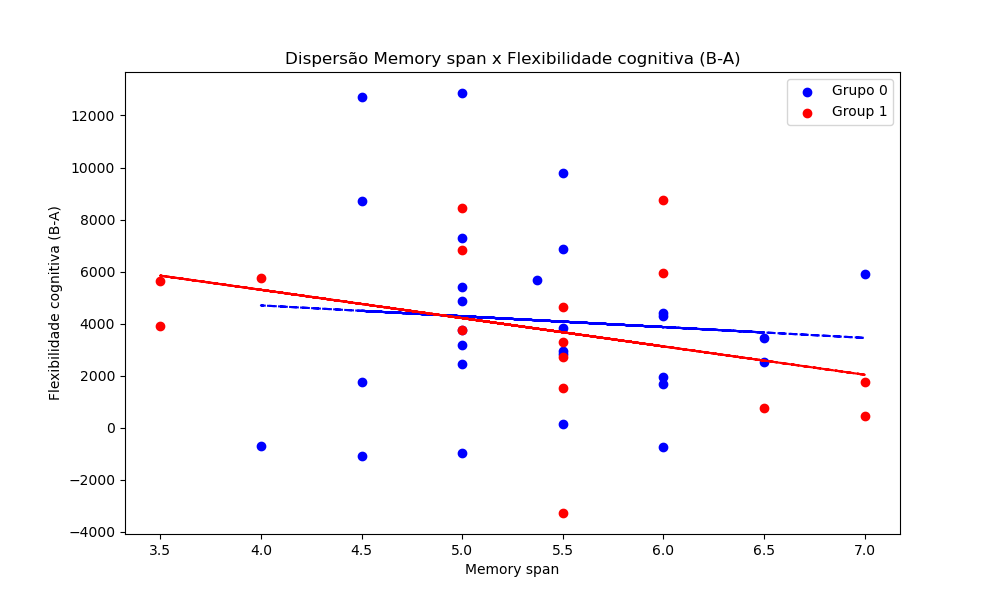 Dispersão Memory span x Flexibilidade cognitiva (B-A)
Grupo 0
Group 1
Flexibilidade cognitiva (B-A)
12000
10000
8000
6000
4000
2000
0
−2000
−4000
3.5 4.0 4.5 5.0 5.5 6.0 6.5 7.0
Memory span